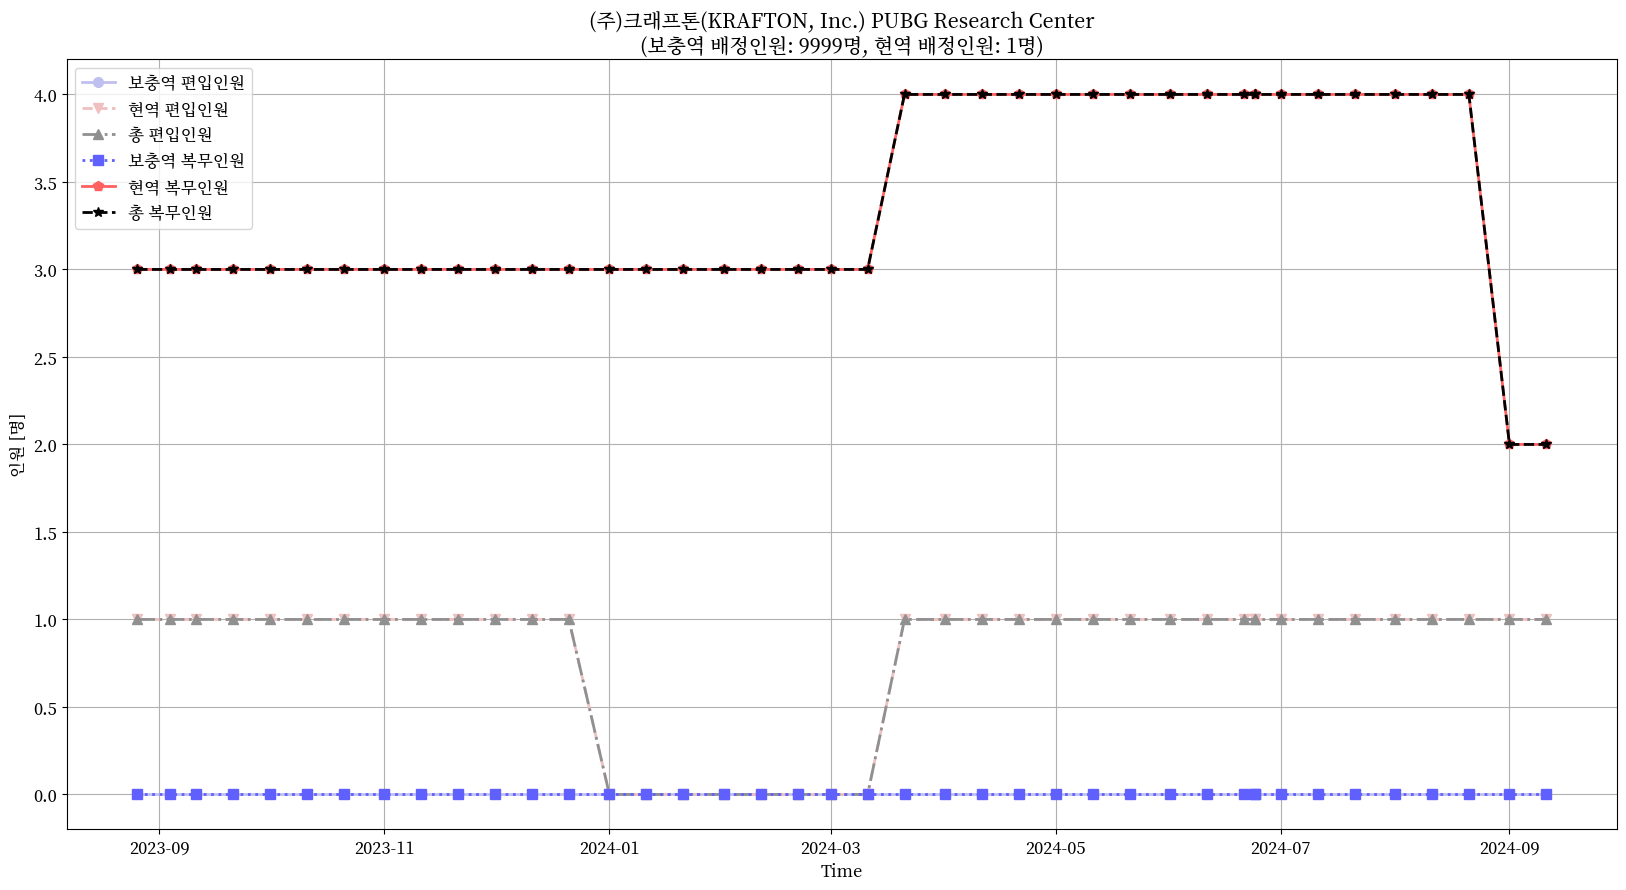 (주)크래프톤(KRAFTON, Inc.) PUBG Research Center
(보충역 배정인원: 9999명, 현역 배정인원: 1명)
보충역 편입인원
현역 편입인원
총 편입인원
보충역 복무인원
현역 복무인원
총 복무인원
인원 [명]
4.0
3.5
3.0
2.5
2.0
1.5
1.0
0.5
0.0
2023-09
2023-11
2024-01
2024-03
2024-05
2024-07
2024-09
Time